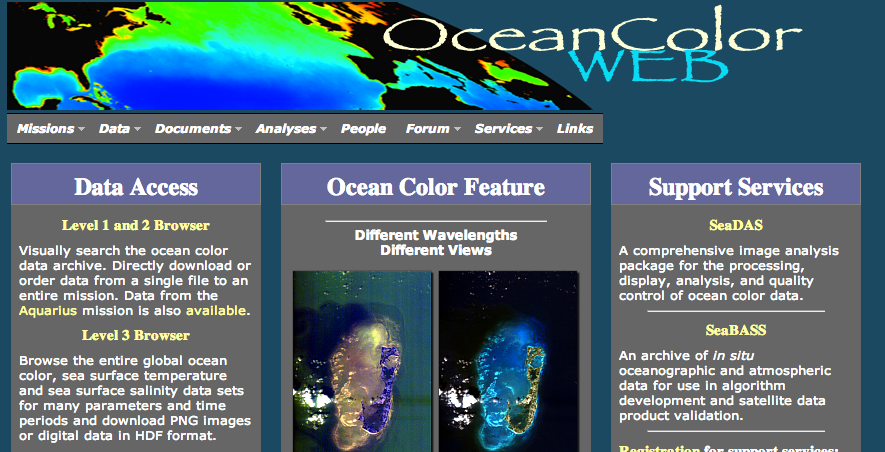 OceanColor
WEB
Missions Data Documents Analyses People Forum Services Links
Data Access
Level 1 and 2 Browser
Visually search the ocean color
data archive. Directly download or
order data from a single file to an
entire mission. Data from the
Aquarius mission is also available.
Level 3 Browser
Browse the entire global ocean
color, sea surface temperature
and sea surface salinity data sets
for many parameters and time
periods and download PNG images
or digital data in HDF format.
Ocean Color Feature
Different Wavelengths
Different Views
Support Services
SeaDAS
A comprehensive image analysis
package for the processing,
display, analysis, and quality
control of ocean color data.
SeaBASS
An archive of in situ
oceanographic and atmospheric
data for use in algorithm
development and satellite data
product validation.
Registration for support services: